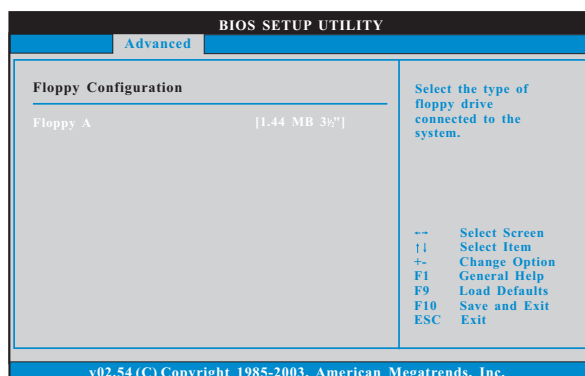 BIOS SETUP UTILITY
Advanced
Floppy Configuration
Floppy A [1.44 MB 3½"]
Select the type of
floppy drive
connected to the
system.
←→ Select Screen
↑↓ Select Item
+- Change Option
F1 General Help
F9 Load Defaults
F10 Save and Exit
ESC Exit
v02.54 (C) Copyright 1985-2003, American Megatrends, Inc.